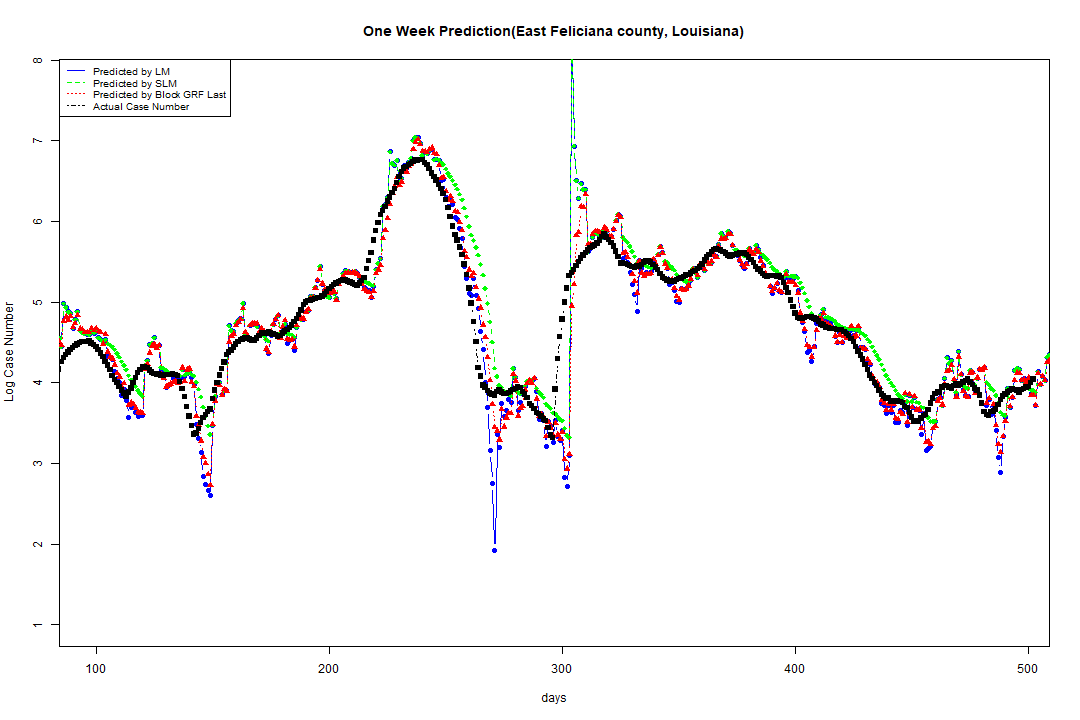 One Week Prediction(East Feliciana county, Louisiana)
8
Predicted by LM
Predicted by SLM
Predicted by Block GRF Last
Actual Case Number
7
6
5
4
3
2
1
Log Case Number
100 200 300 400 500
days